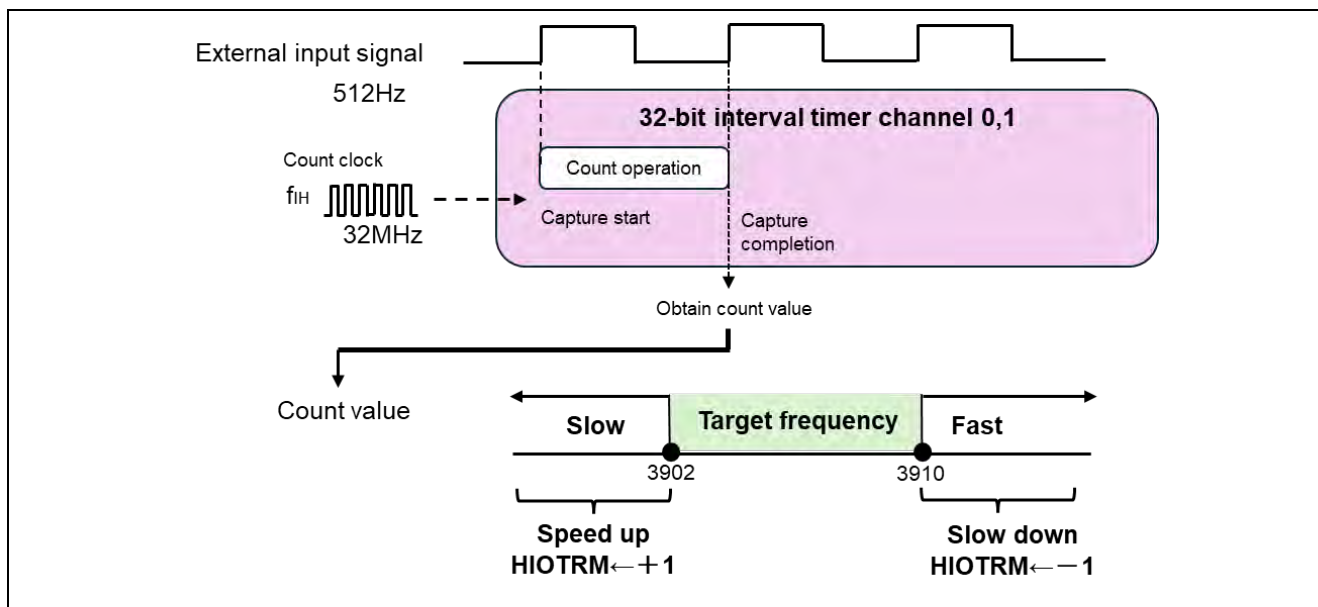 External input signal
512Hz
32-bit interval timer channel 0,1
Count clock
fIH
32MHz
Count operation
Capture start
Capture
completion
Obtain count value
Count value
Slow
Target frequency
Fast
3902
3910
Speed up
HIOTRM←+1
Slow down
HIOTRM←-1